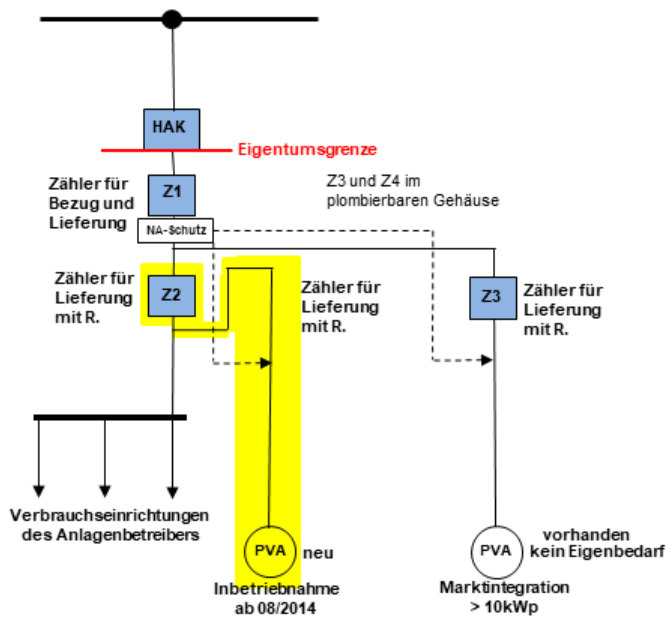 HAK
Eigentumsgrenze
Zähler für
Bezug und
Lieferung
Z1
Z3 und Z4 im
plombierbaren Gehäuse
NA-Schutz
Zähler für
Lieferung
mit R.
Z2
Zähler für
Lieferung
mit R.
Z3
Zähler für
Lieferung
mit R.
Verbrauchseinrichtungen
des Anlagenbetreibers
PVA
neu
Inbetriebnahme
ab 08/2014
PVA
vorhanden
kein Eigenbedarf
Marktintegration
> 10kWp